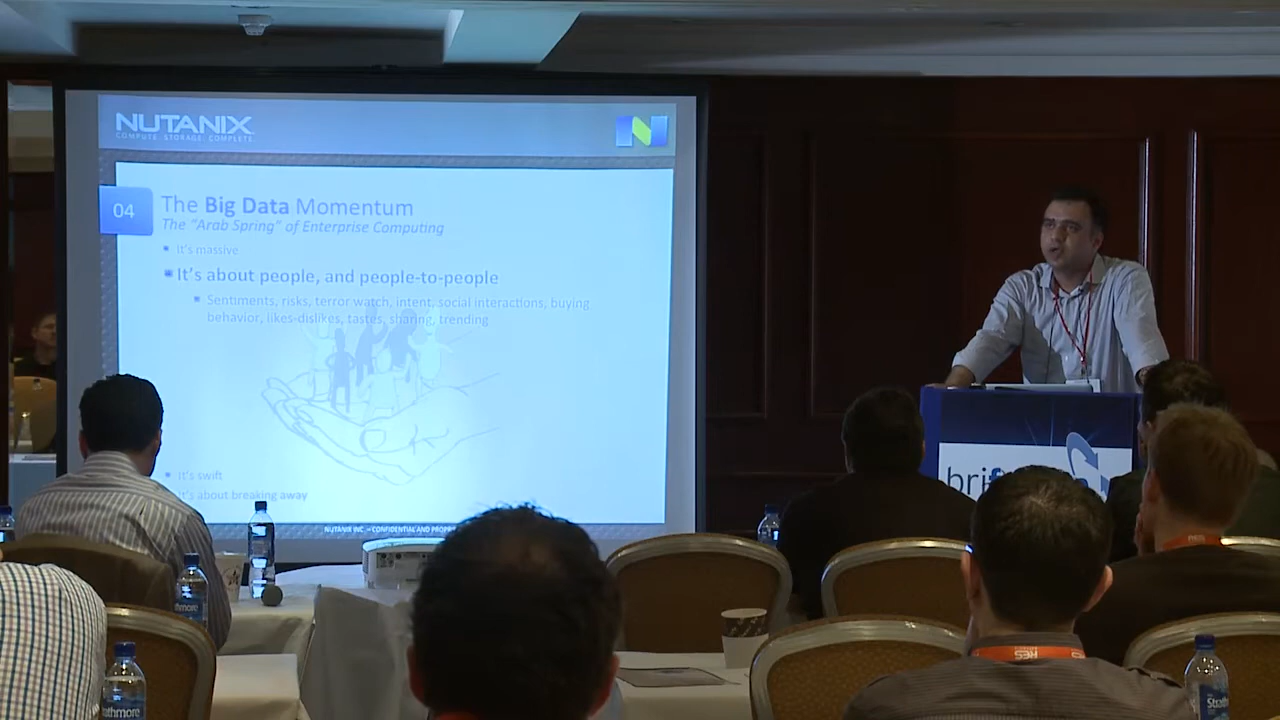 NUTANIX
COMPUTE. STORAGE. COMPLETE.
N
04
The Big Data Momentum
The "Arab Spring" of Enterprise Computing
It's massive
It's about people, and people-to-people
Sentiments, risks, terror watch, intent, social interactions, buying
behavior, likes-dislikes, tastes, sharing, trending
It's swift
It's about breaking away
NUTANIX INC. – CONFIDENTIAL AND
RES